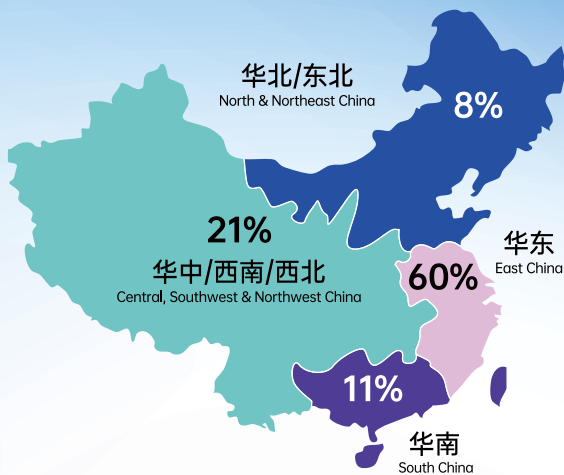 华北/东北
North & Northeast China
8%
21%
华中/西南/西北
Central, Southwest & Northwest China
华东
East China
60%
11%
华南
South China